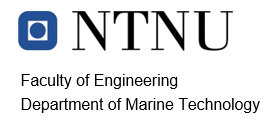 NTNU
Faculty of Engineering
Department of Marine Technology